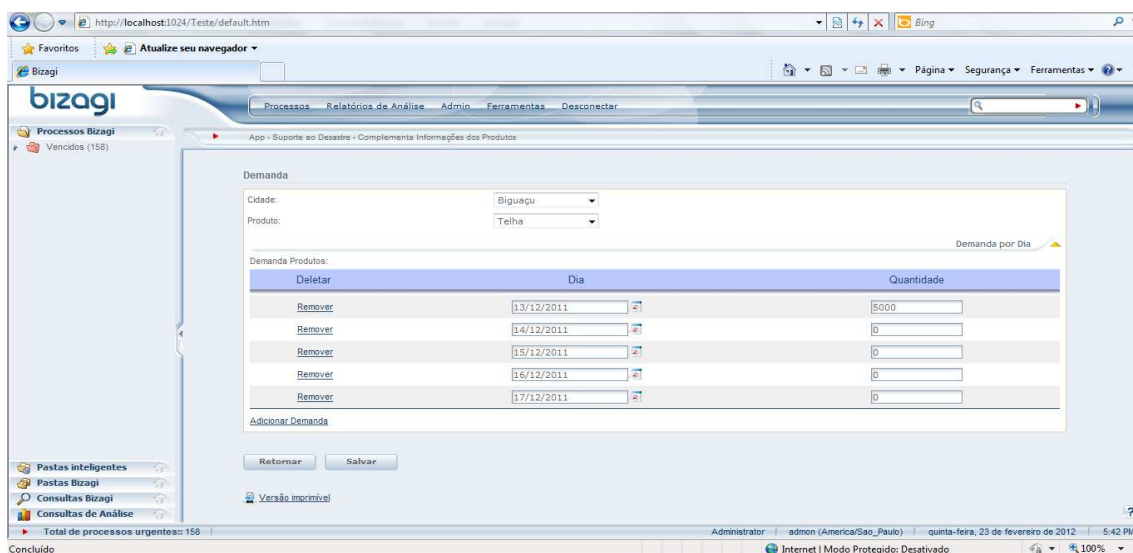 http://localhost:1024/Teste/default.htm
Bing
Favoritos
Atualize seu navegador
Bizagi
Página
Segurança
Ferramentas
bizagi
Processos
Relatórios de Análise
Admin
Ferramentas
Desconectar
Processos Bizagi
Vencidos (158)
App - Suporte ao Desastre - Complementa Informações dos Produtos
Demanda
Cidade: Biguaçu
Produto: Telha
Demanda por Dia
Demanda Produtos:
Deletar Dia Quantidade
Remover 13/12/2011 5000
Remover 14/12/2011 0
Remover 15/12/2011 0
Remover 16/12/2011 0
Remover 17/12/2011 0
Adicionar Demanda
Retornar Salvar
Versão imprimível
Pastas inteligentes
Pastas Bizagi
Consultas Bizagi
Consultas de Análise
Total de processos urgentes:: 158
Administrator
admon (America/Sao_Paulo)
quinta-feira, 23 de fevereiro de 2012
5:42 PM
Concluído
Internet | Modo Protegido: Desativado
100%